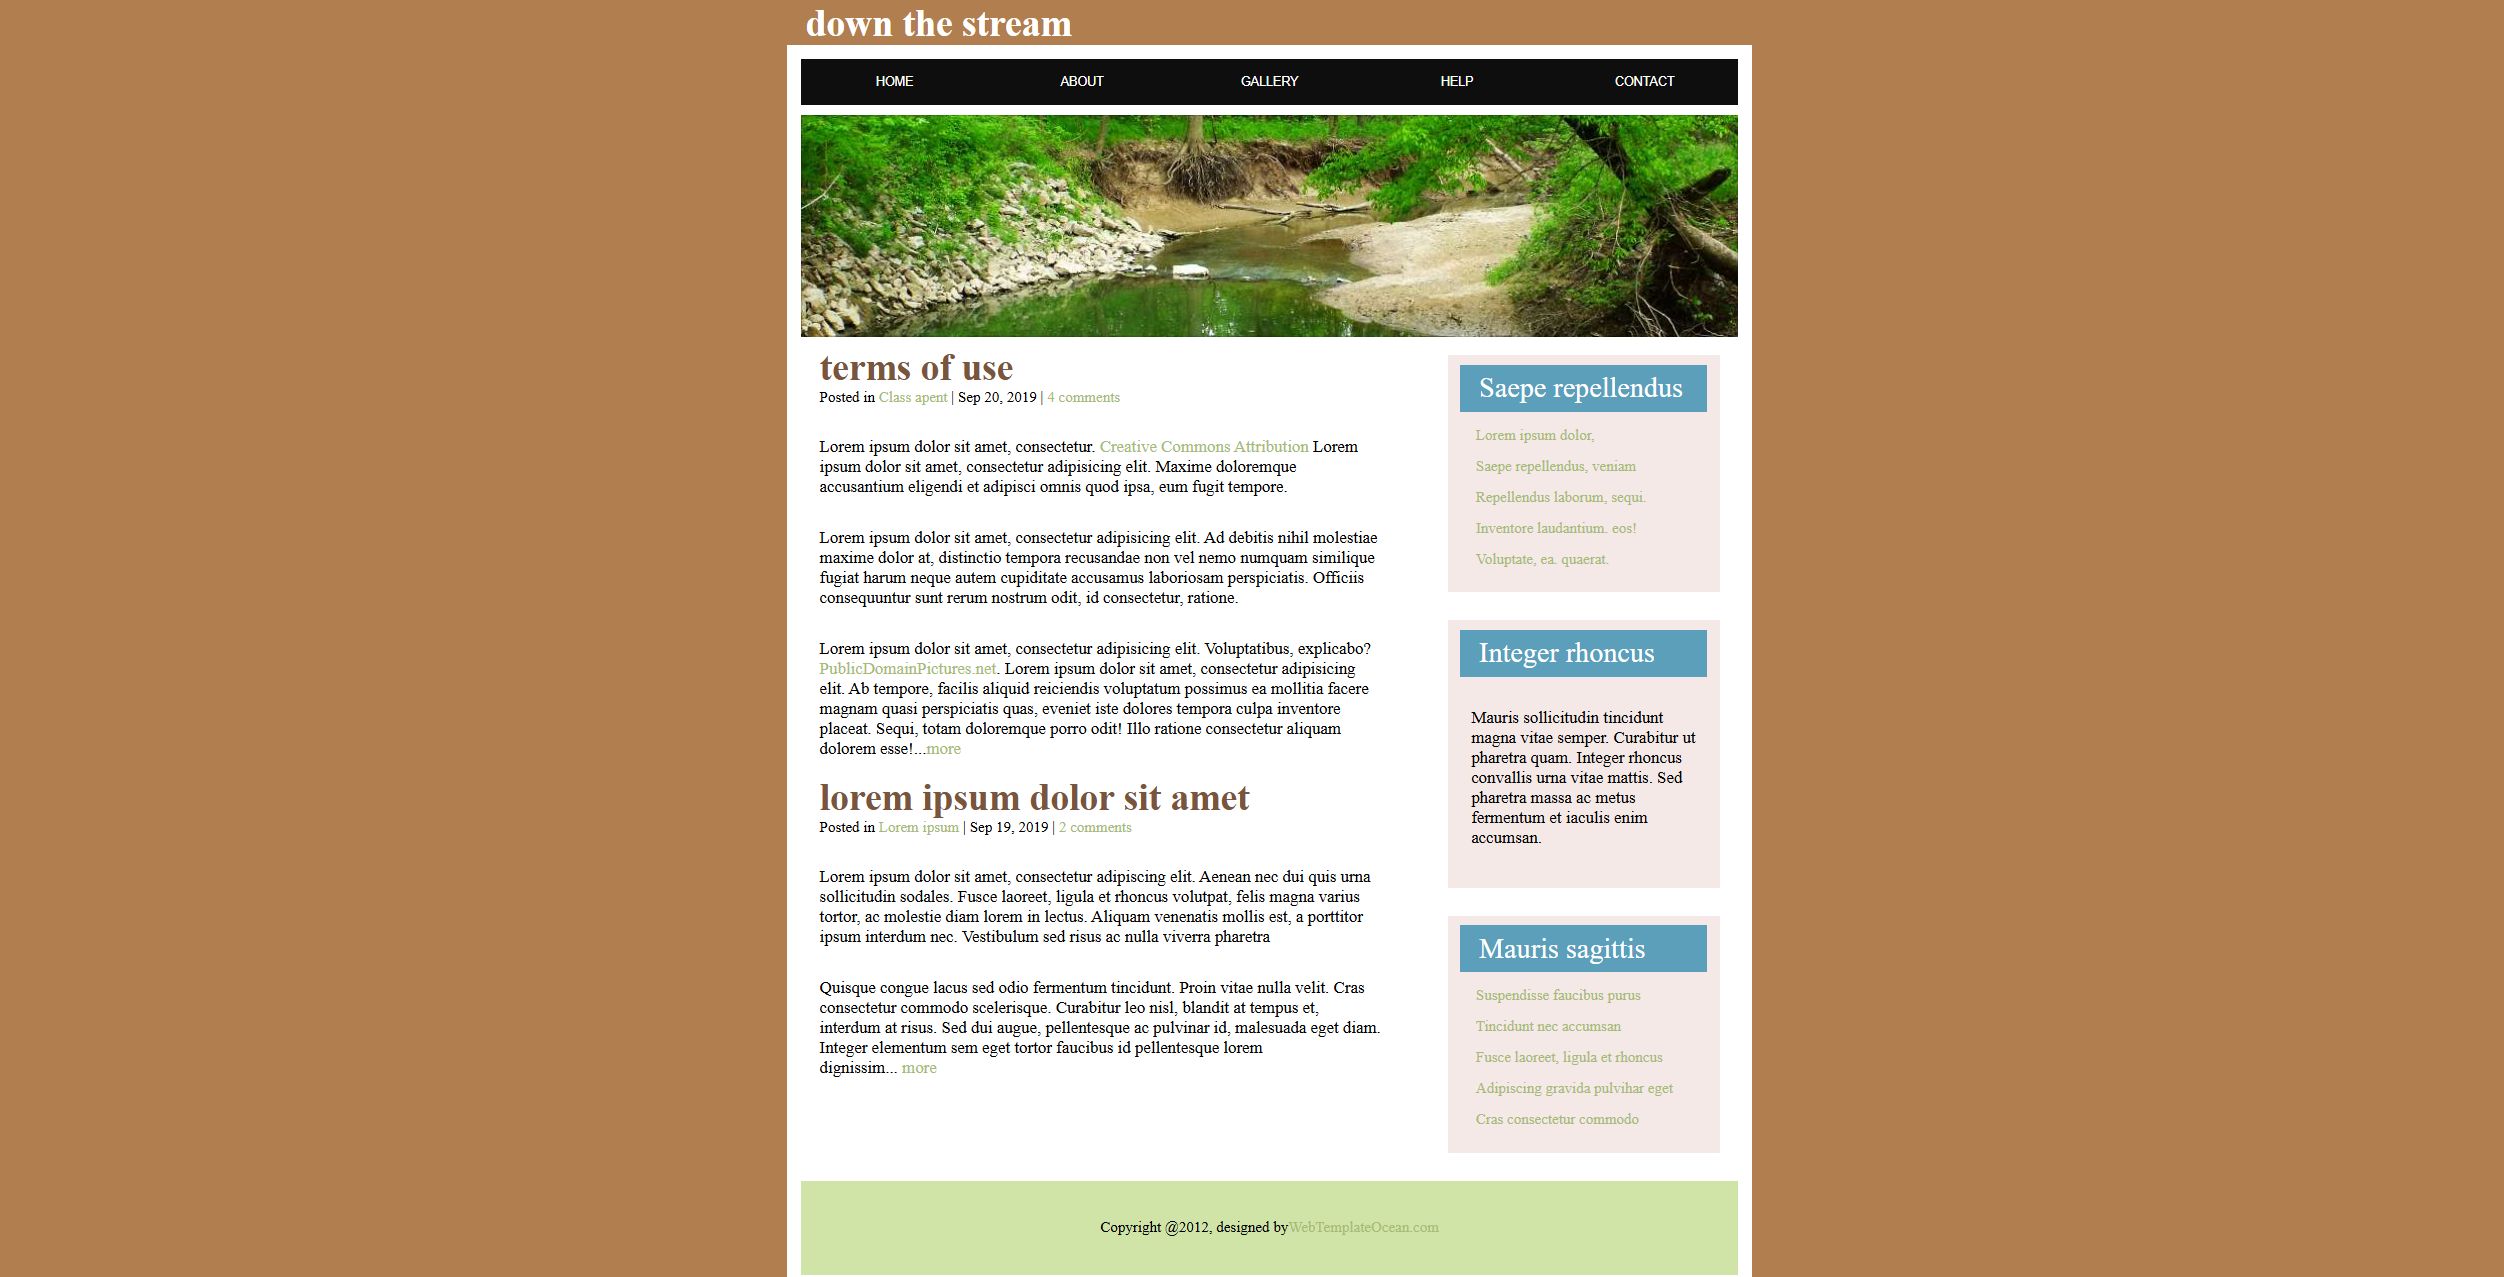 down the stream
HOME ABOUT GALLERY HELP CONTACT
terms of use
Posted in Class apent | Sep 20, 2019 | 4 comments
Lorem ipsum dolor sit amet, consectetur. Creative Commons Attribution Lorem
ipsum dolor sit amet, consectetur adipisicing elit. Maxime doloremque
accusantium eligendi et adipisci omnis quod ipsa, eum fugit tempore.
Lorem ipsum dolor sit amet, consectetur adipisicing elit. Ad debitis nihil molestiae
maxime dolor at, distinctio tempora recusandae non vel nemo numquam similique
fugiat harum neque autem cupiditate accusamus laboriosam perspiciatis. Officiis
consequuntur sunt rerum nostrum odit, id consectetur, ratione.
Lorem ipsum dolor sit amet, consectetur adipisicing elit. Voluptatibus, explicabo?
PublicDomainPictures.net. Lorem ipsum dolor sit amet, consectetur adipisicing
elit. Ab tempore, facilis aliquid reiciendis voluptatum possimus ea mollitia facere
magnam quasi perspiciatis quas, eveniet iste dolores tempora culpa inventore
placeat. Sequi, totam doloremque porro odit! Illo ratione consectetur aliquam
dolorem esse!...more
lorem ipsum dolor sit amet
Posted in Lorem ipsum | Sep 19, 2019 | 2 comments
Lorem ipsum dolor sit amet, consectetur adipiscing elit. Aenean nec dui quis urna
sollicitudin sodales. Fusce laoreet, ligula et rhoncus volutpat, felis magna varius
tortor, ac molestie diam lorem in lectus. Aliquam venenatis mollis est, a porttitor
ipsum interdum nec. Vestibulum sed risus ac nulla viverra pharetra
Quisque congue lacus sed odio fermentum tincidunt. Proin vitae nulla velit. Cras
consectetur commodo scelerisque. Curabitur leo nisl, blandit at tempus et,
interdum at risus. Sed dui augue, pellentesque ac pulvinar id, malesuada eget diam.
Integer elementum sem eget tortor faucibus id pellentesque lorem
dignissim... more
Saepe repellendus
Lorem ipsum dolor,
Saepe repellendus, veniam
Repellendus laborum, sequi.
Inventore laudantium. eos!
Voluptate, ea. quaerat.
Integer rhoncus
Mauris sollicitudin tincidunt
magna vitae semper. Curabitur ut
pharetra quam. Integer rhoncus
convallis urna vitae mattis. Sed
pharetra massa ac metus
fermentum et iaculis enim
accumsan.
Mauris sagittis
Suspendisse faucibus purus
Tincidunt nec accumsan
Fusce laoreet, ligula et rhoncus
Adipiscing gravida pulvihar eget
Cras consectetur commodo
Copyright @2012, designed byWebTemplateOcean.com